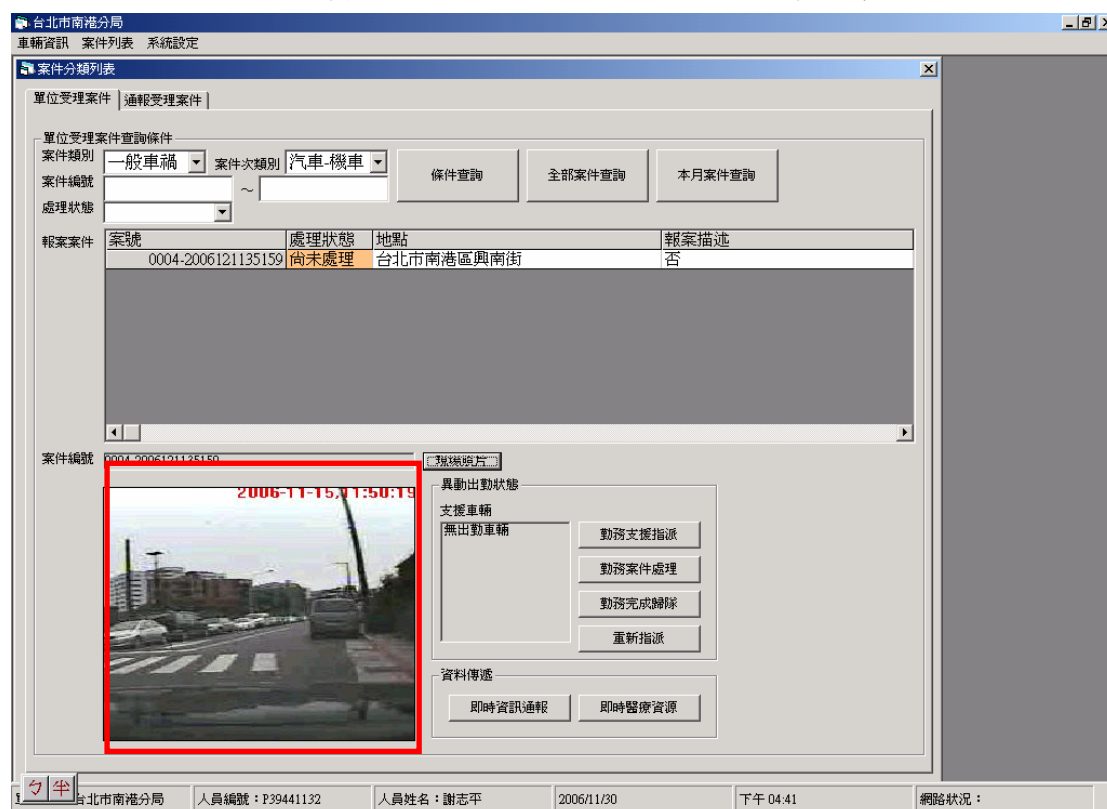 台北市南港分局
車輛資訊 案件列表 系統設定
案件分類列表
單位受理案件 通報受理案件
單位受理案件查詢條件
案件類別 一般車禍 案件次類別 汽車-機車 條件查詢 全部案件查詢 本月案件查詢
案件編號 ～
處理狀態
報案案件 案號 處理狀態 地點 報案描述
0004-2006121135159 尚未處理 台北市南港區興南街 否
案件編號 0004-2006121135159 現場照片
2006-11-15,11:50:19
異動出勤狀態
支援車輛
無出勤車輛
勤務支援指派
勤務案件處理
勤務完成歸隊
重新指派
資料傳遞
即時資訊通報 即時醫療資源
ㄅ 半
台北市南港分局 人員編號：P39441132 人員姓名：謝志平 2006/11/30 下午 04:41 網路狀況：